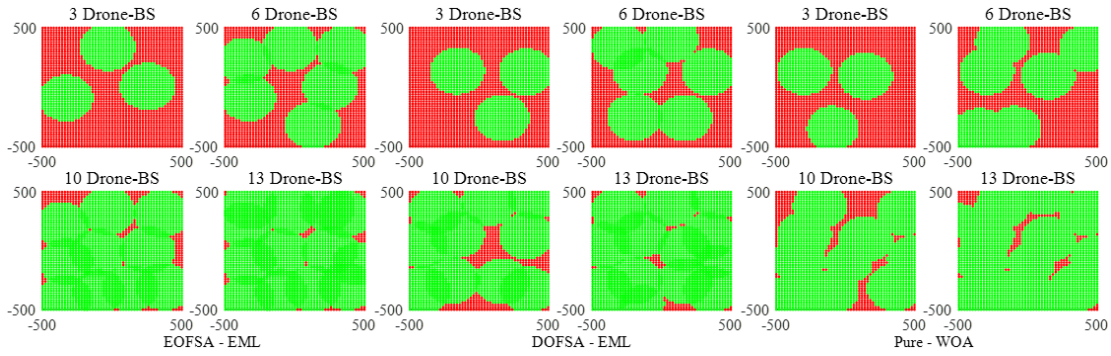 3 Drone-BS 6 Drone-BS 3 Drone-BS 6 Drone-BS 3 Drone-BS 6 Drone-BS
500 500 500 500 500 500
-500 -500 -500 -500 -500 -500
-500 500 -500 500 -500 500 -500 500 -500 500 -500 500
10 Drone-BS 13 Drone-BS 10 Drone-BS 13 Drone-BS 10 Drone-BS 13 Drone-BS
500 500 500 500 500 500
-500 -500 -500 -500 -500 -500
-500 500 -500 500 -500 500 -500 500 -500 500 -500 500
EOFSA - EML DOFSA - EML Pure - WOA